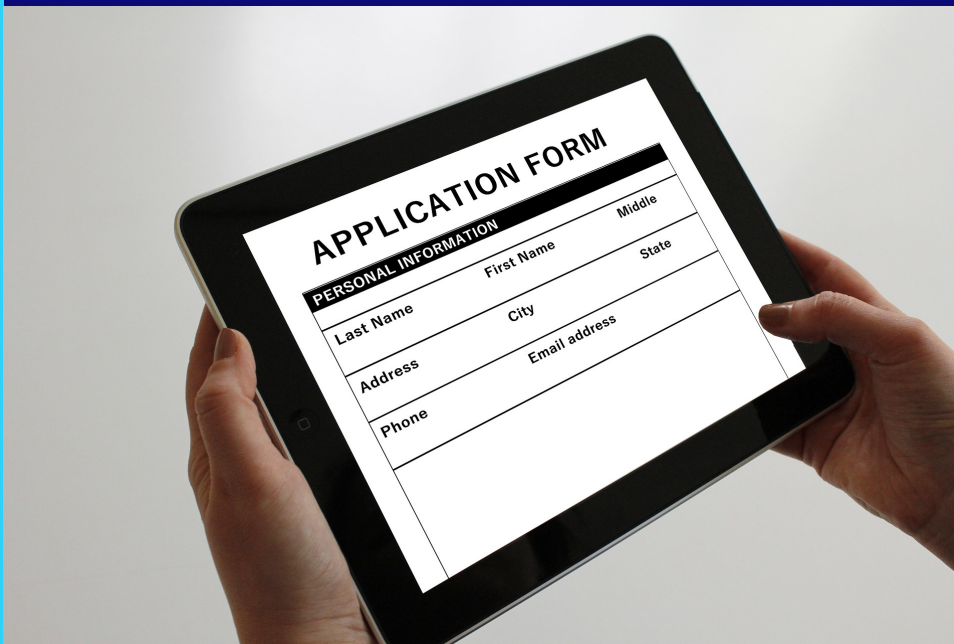 APPLICATION FORM
PERSONAL INFORMATION
Last Name First Name Middle
Address City State
Phone Email address